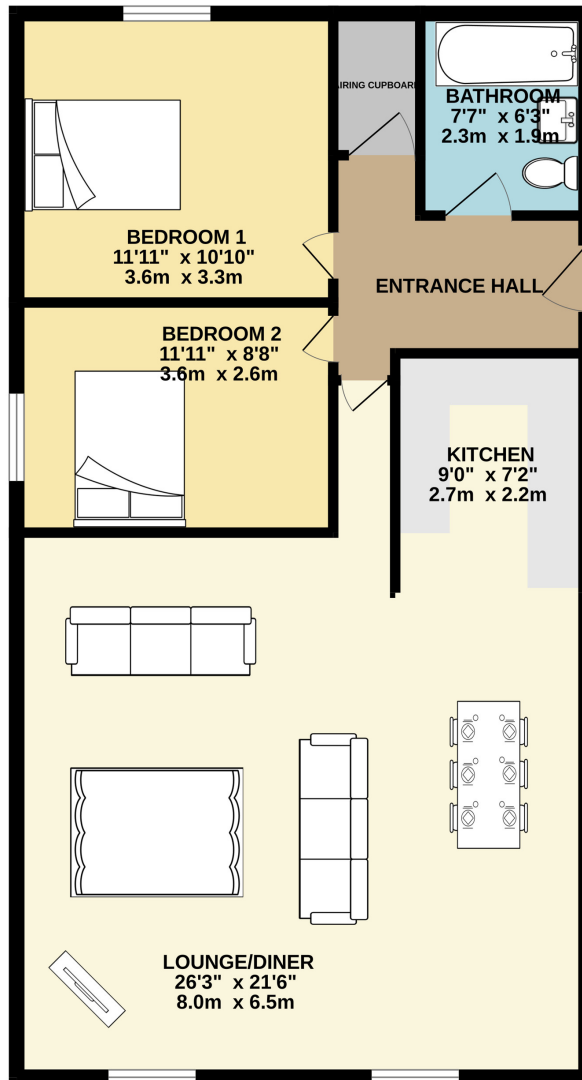 AIRING CUPBOARD
BATHROOM
7'7" x 6'3"
2.3m x 1.9m
BEDROOM 1
11'11" x 10'10"
3.6m x 3.3m
ENTRANCE HALL
BEDROOM 2
11'11" x 8'8"
3.6m x 2.6m
KITCHEN
9'0" x 7'2"
2.7m x 2.2m
LOUNGE/DINER
26'3" x 21'6"
8.0m x 6.5m